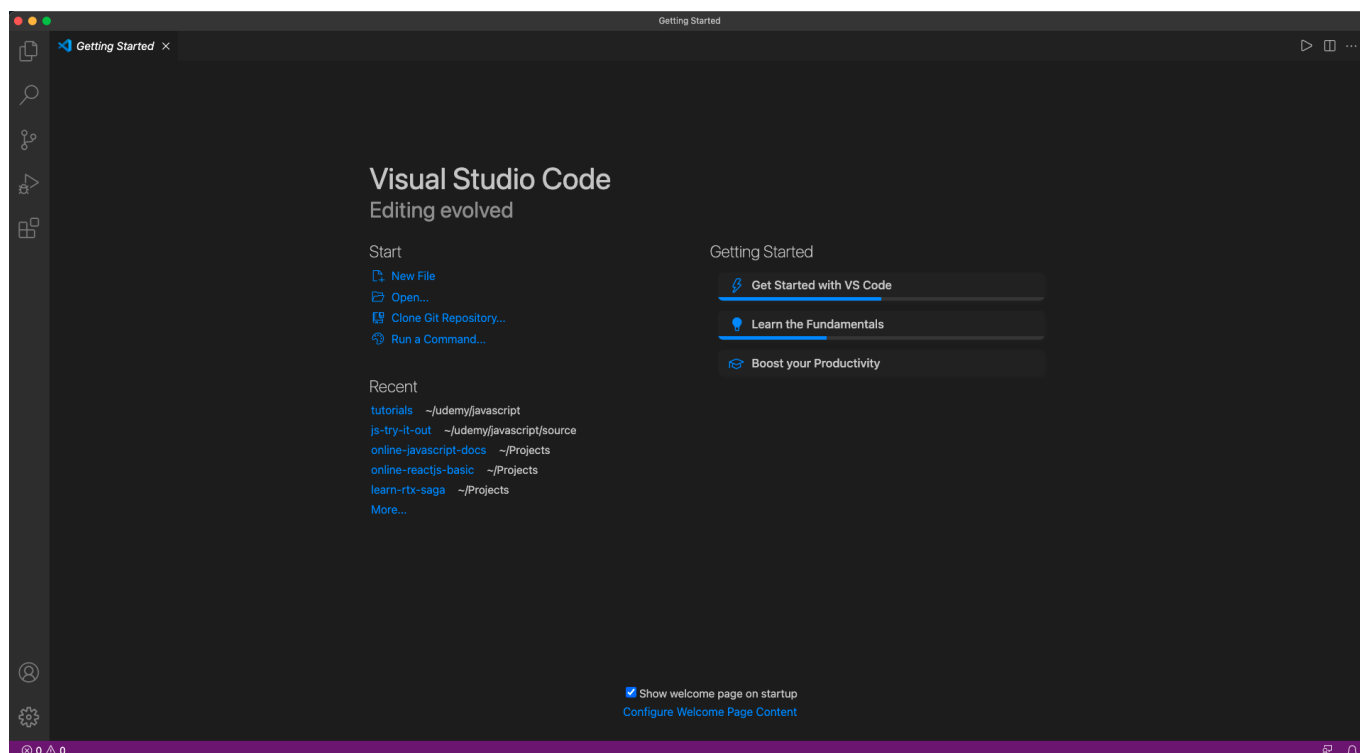 Getting Started
Getting Started
Visual Studio Code
Editing evolved
Start
New File
Open...
Clone Git Repository...
Run a Command...
Recent
tutorials ~/udemy/javascript
js-try-it-out ~/udemy/javascript/source
online-javascript-docs ~/Projects
online-reactjs-basic ~/Projects
learn-rtx-saga ~/Projects
More...
Getting Started
Get Started with VS Code
Learn the Fundamentals
Boost your Productivity
Show welcome page on startup
Configure Welcome Page Content
0 0